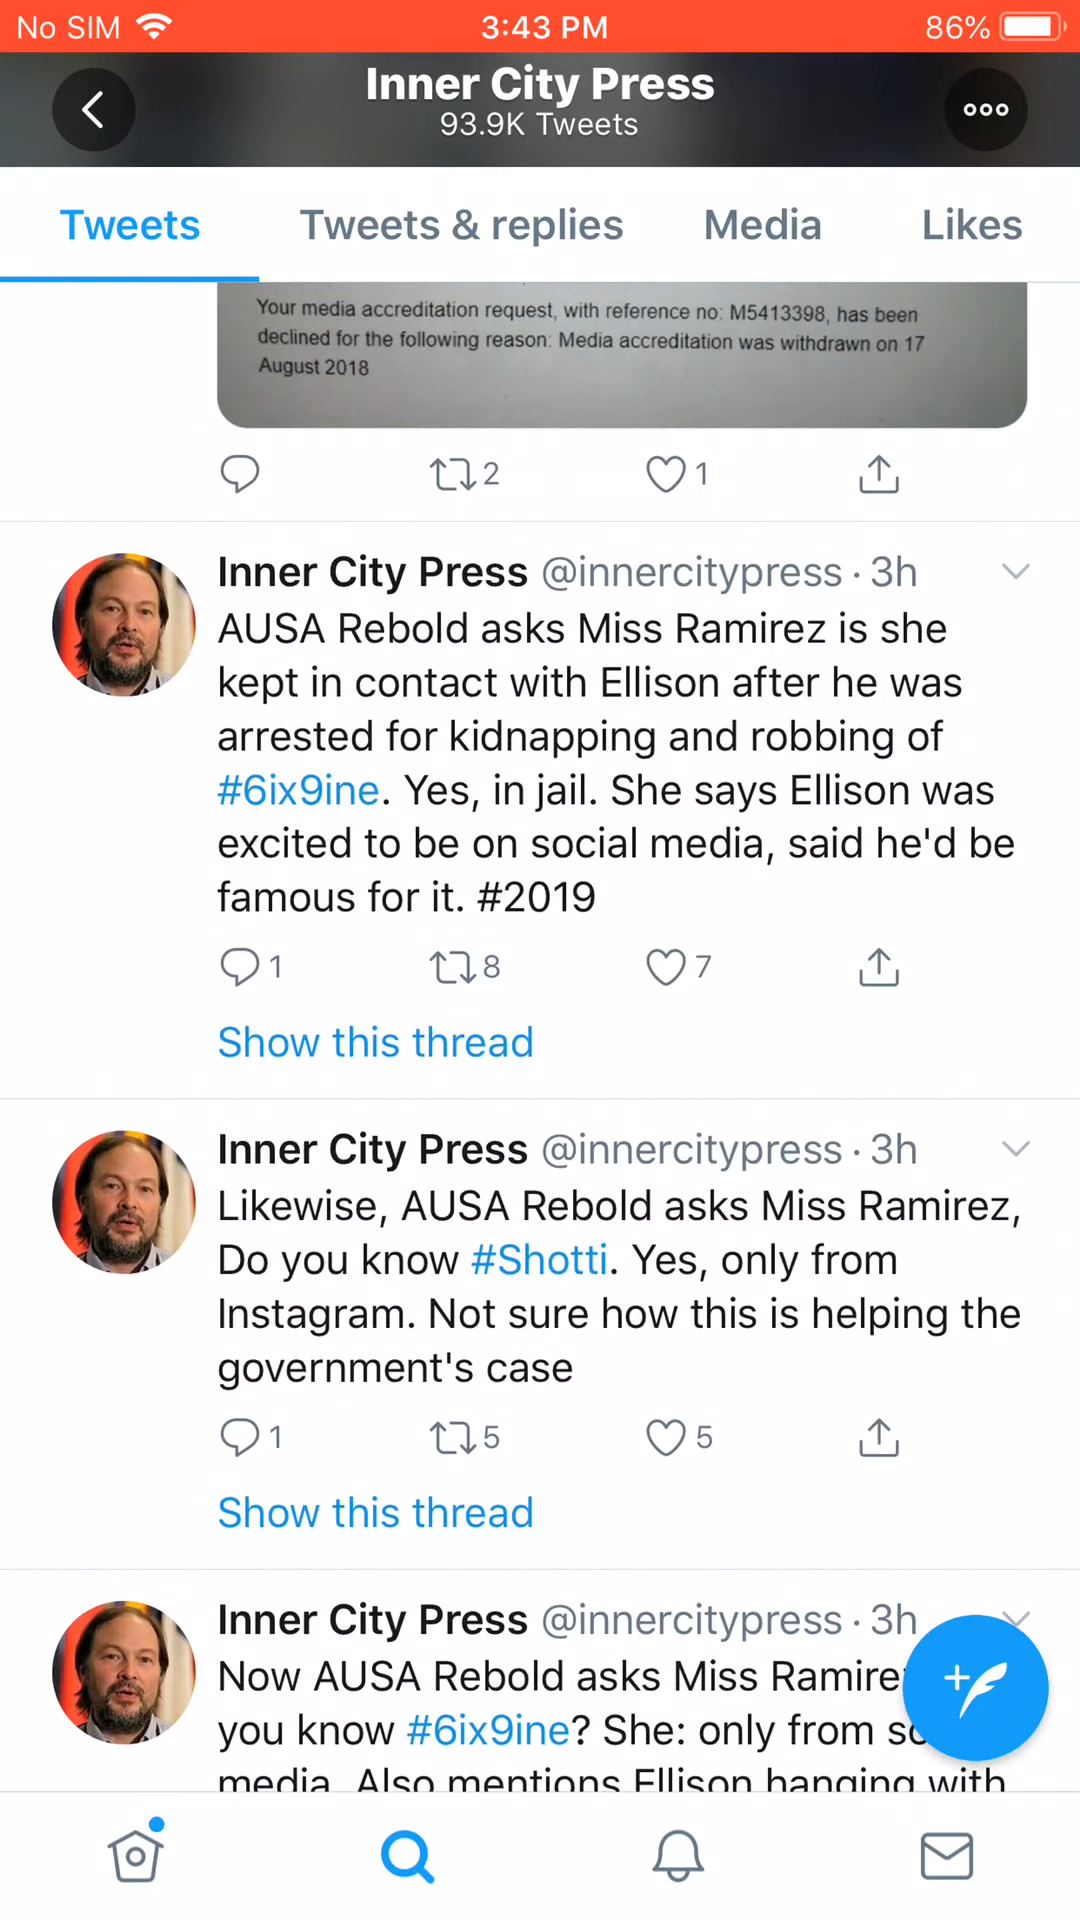 No SIM 3:43 PM 86%
Inner City Press
93.9K Tweets
Tweets Tweets & replies Media Likes
Your media accreditation request, with reference no: M5413398, has been
declined for the following reason: Media accreditation was withdrawn on 17
August 2018
2 1
Inner City Press @innercitypress · 3h
AUSA Rebold asks Miss Ramirez is she
kept in contact with Ellison after he was
arrested for kidnapping and robbing of
#6ix9ine. Yes, in jail. She says Ellison was
excited to be on social media, said he'd be
famous for it. #2019
1 8 7
Show this thread
Inner City Press @innercitypress · 3h
Likewise, AUSA Rebold asks Miss Ramirez,
Do you know #Shotti. Yes, only from
Instagram. Not sure how this is helping the
government's case
1 5 5
Show this thread
Inner City Press @innercitypress · 3h
Now AUSA Rebold asks Miss
you know #6ix9ine? She: only from
media. Also mentions Ellison hanging with